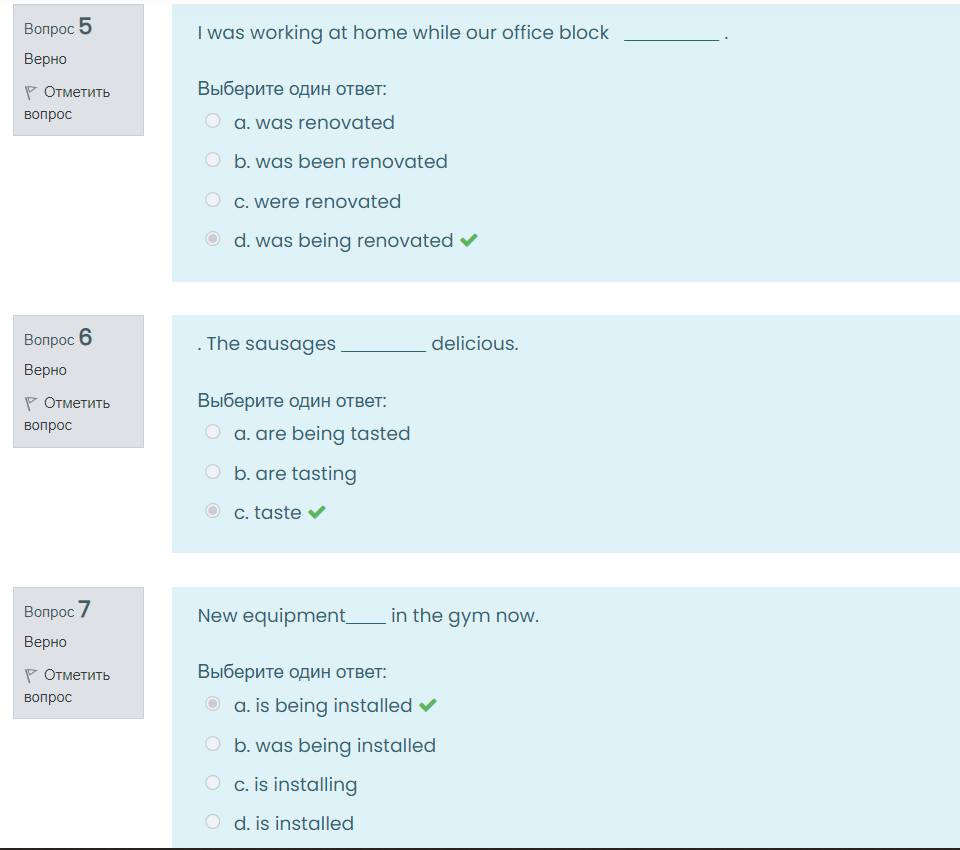 Вопрос 5
Верно
Отметить
вопрос
I was working at home while our office block __________ .
Выберите один ответ:
a. was renovated
b. was been renovated
c. were renovated
d. was being renovated
Вопрос 6
Верно
Отметить
вопрос
. The sausages _________ delicious.
Выберите один ответ:
a. are being tasted
b. are tasting
c. taste
Вопрос 7
Верно
Отметить
вопрос
New equipment____ in the gym now.
Выберите один ответ:
a. is being installed
b. was being installed
c. is installing
d. is installed